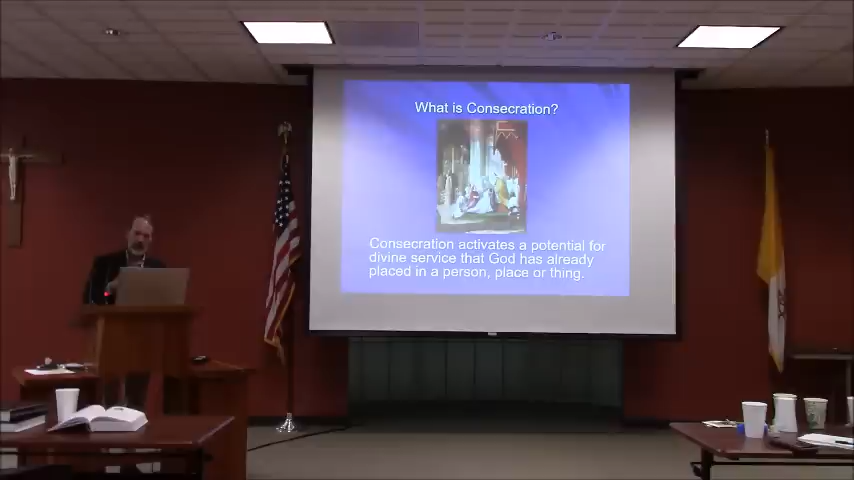 What is Consecration?
Consecration activates a potential for
divine service that God has already
placed in a person, place or thing.